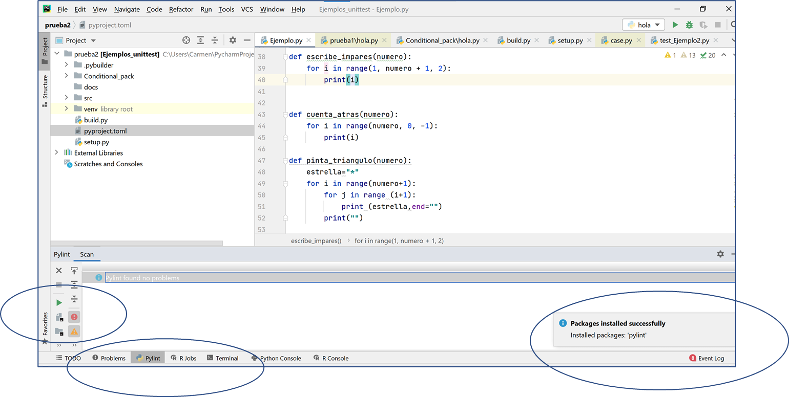 File Edit View Navigate Code Refactor Run Tools VCS Window Help Ejemplos_unittest - Ejemplo.py
prueba2 pyproject.toml hola
Project
Project
Structure
Favorites
prueba2 [Ejemplos_unittest] C:\Users\Carmen\PycharmProje
.pybuilder
Conditional_pack
docs
src
venv library root
build.py
pyproject.toml
setup.py
External Libraries
Scratches and Consoles
Ejemplo.py prueba1\hola.py Conditional_pack\hola.py build.py setup.py case.py test_Ejemplo2.py
1 13 20
38 def escribe_impares(numero):
39 for i in range(1, numero + 1, 2):
40 print(i)
41
42
43 def cuenta_atras(numero):
44 for i in range(numero, 0, -1):
45 print(i)
46
47 def pinta_triangulo(numero):
48 estrella="*"
49 for i in range(numero+1):
50 for j in range (i+1):
51 print (estrella,end="")
52 print("")
53
escribe_impares() for i in range(1, numero + 1, 2)
Pylint Scan
Pylint found no problems
Packages installed successfully
Installed packages: 'pylint'
TODO Problems Pylint R Jobs Terminal Python Console R Console Event Log